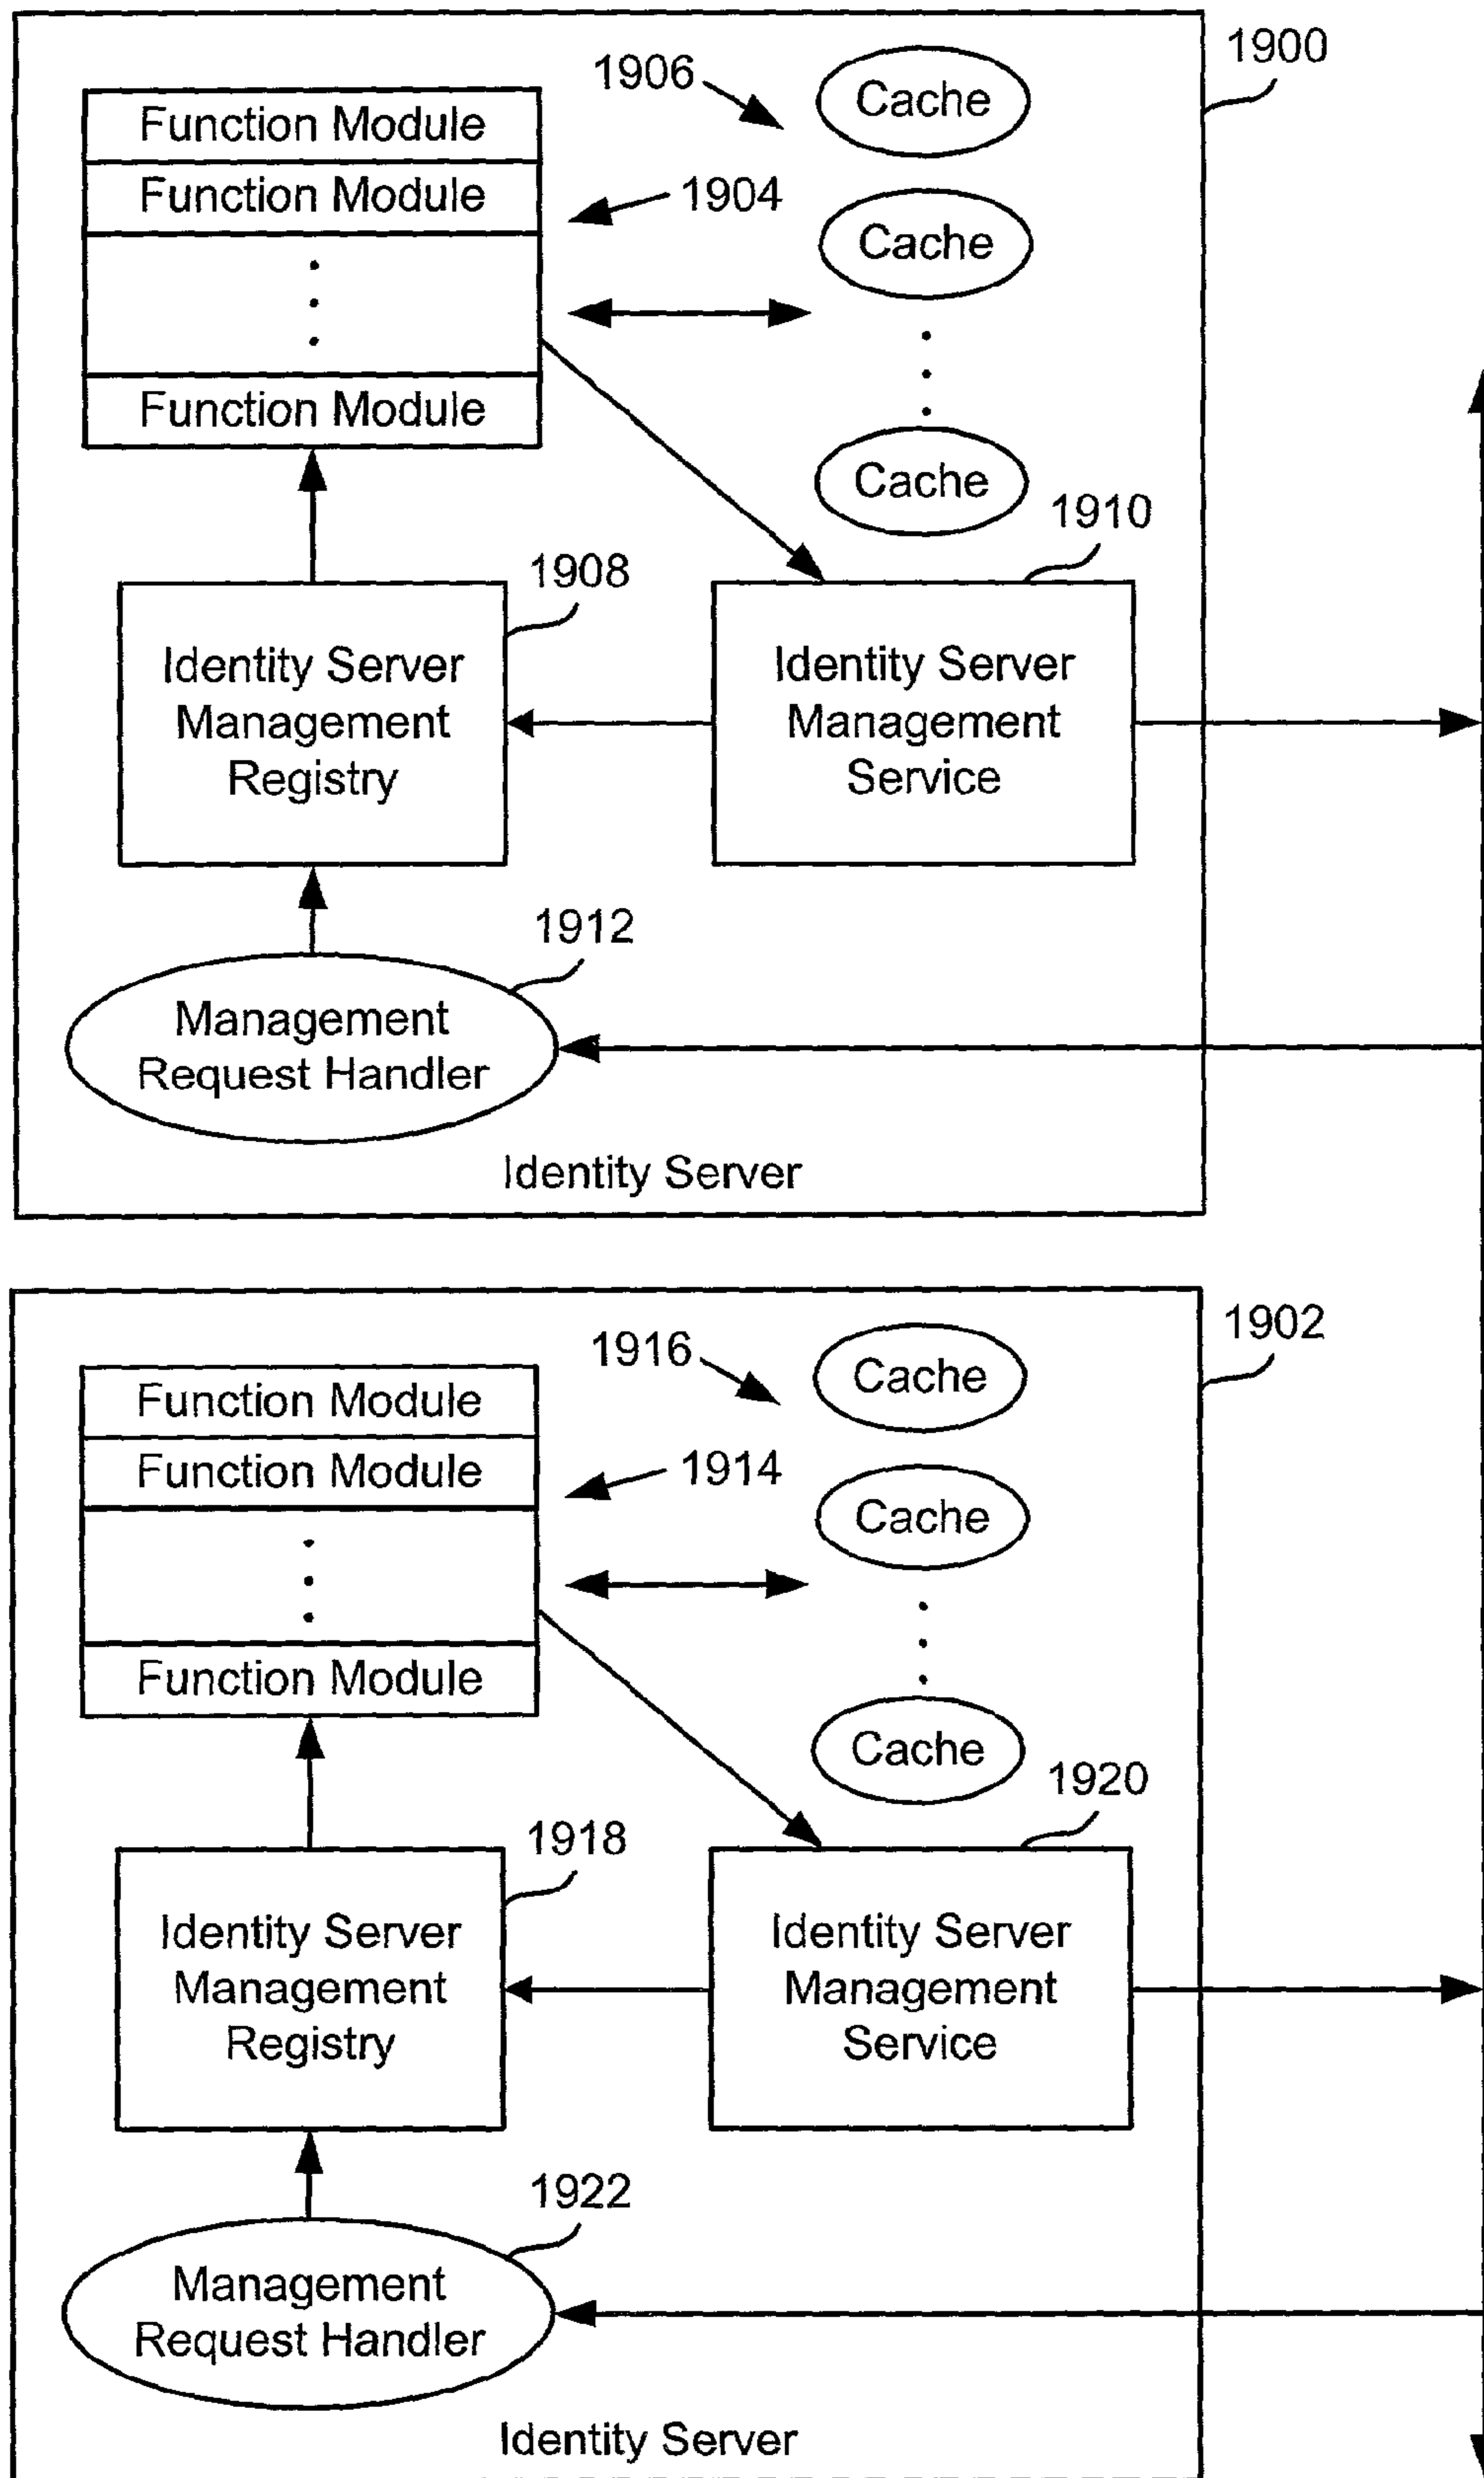 1900
1906
Cache
Function Module
Function Module
1904
Cache
Function Module
Cache
1910
1908
Identity Server
Management
Registry
Identity Server
Management
Service
1912
Management
Request Handler
Identity Server
1902
1916
Cache
Function Module
Function Module
1914
Cache
Function Module
Cache
1920
1918
Identity Server
Management
Registry
Identity Server
Management
Service
1922
Management
Request Handler
Identity Server